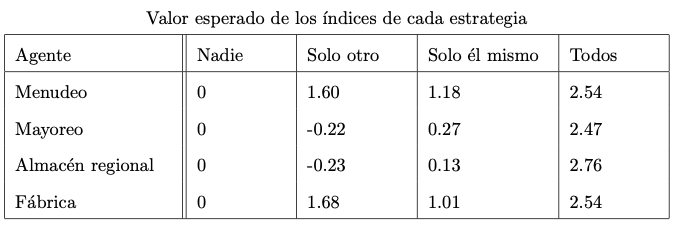 Valor esperado de los índices de cada estrategia
Agente Nadie Solo otro Solo él mismo Todos
Menudeo 0 1.60 1.18 2.54
Mayoreo 0 -0.22 0.27 2.47
Almacén regional 0 -0.23 0.13 2.76
Fábrica 0 1.68 1.01 2.54